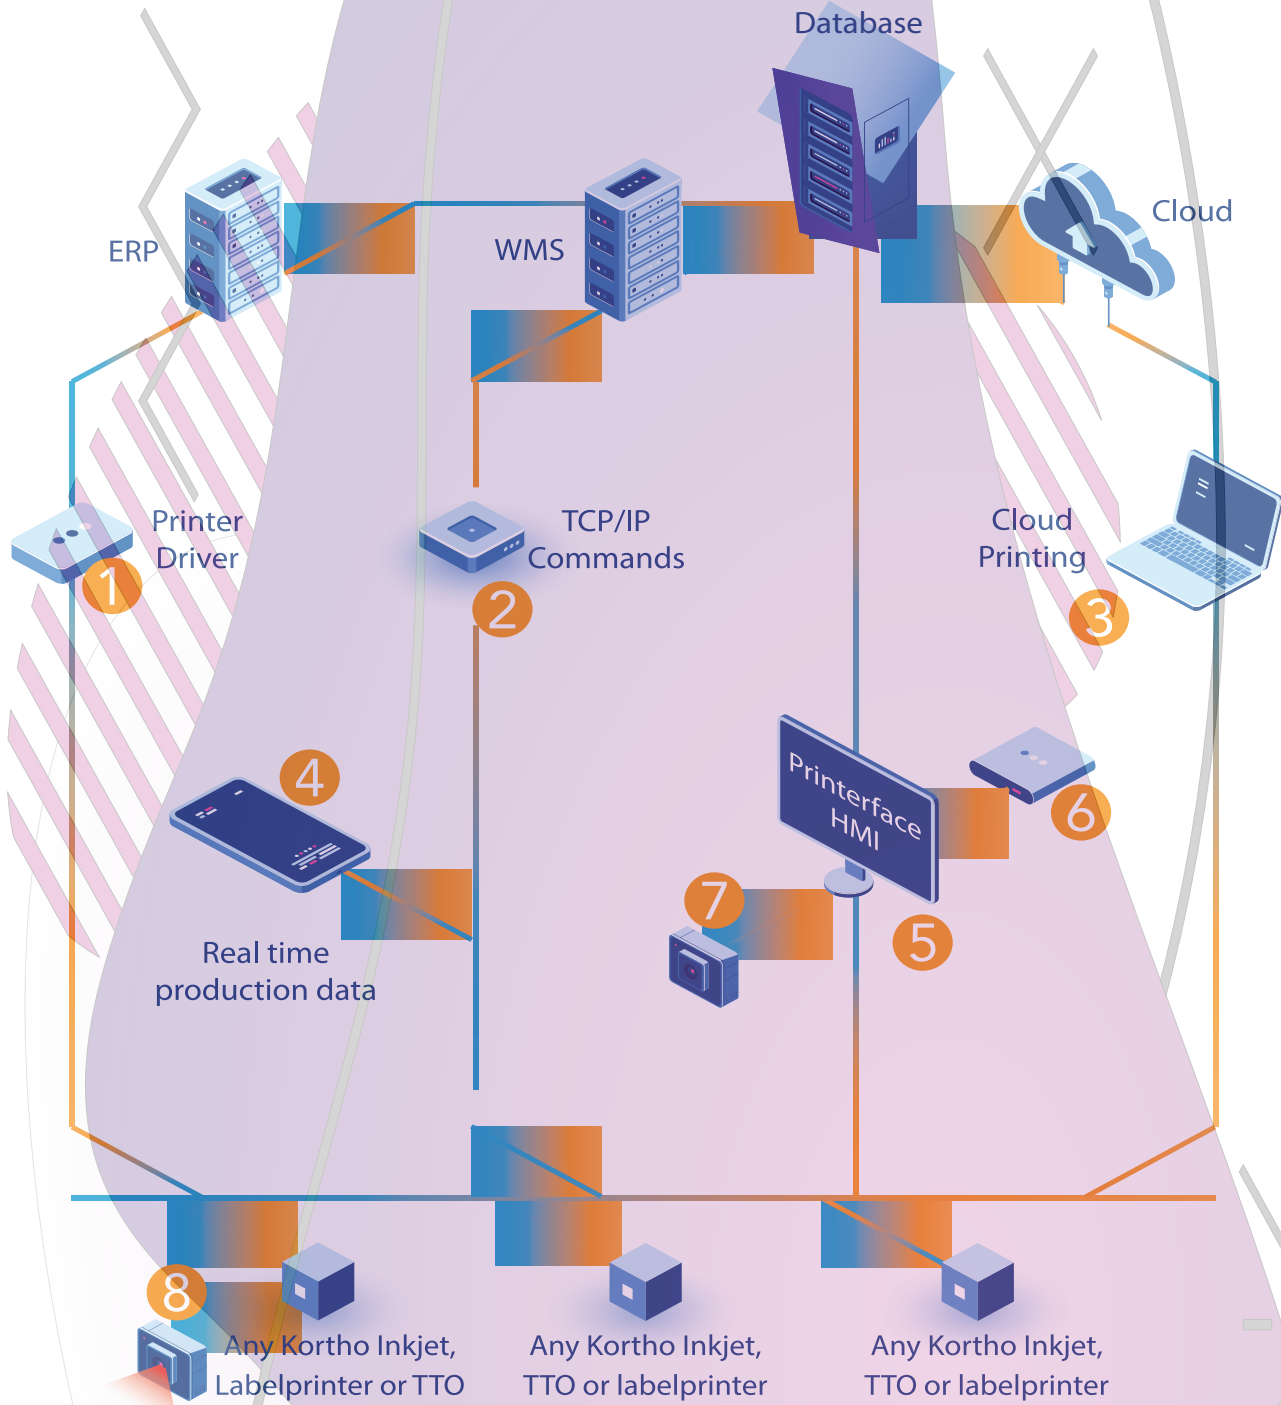 Database
Cloud
ERP
WMS
Printer
Driver
1
TCP/IP
Commands
2
Cloud
Printing
3
4
Real time
production data
Printerface
HMI
5
6
7
8
Any Kortho Inkjet,
Labelprinter or TTO
Any Kortho Inkjet,
TTO or labelprinter
Any Kortho Inkjet,
TTO or labelprinter